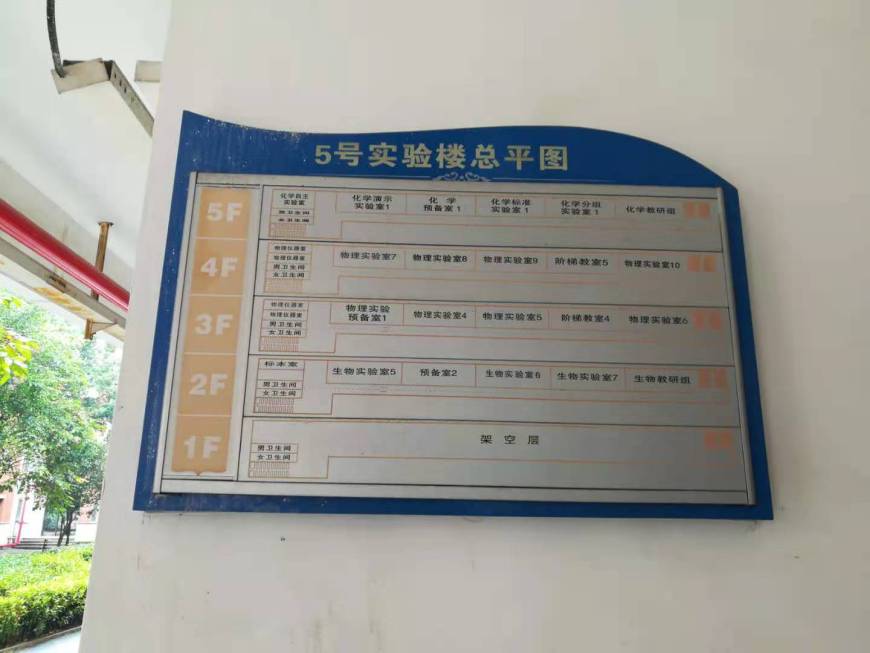 5号实验楼总平图
5F
化学自主
实验室
男卫生间
女卫生间
化学演示
实验室1
化学
预备室1
化学标准
实验室1
化学分组
实验室1
化学教研组
4F
物理仪器室
物理仪器室
男卫生间
女卫生间
物理实验室7
物理实验室8
物理实验室9
阶梯教室5
物理实验室10
3F
物理仪器室
物理仪器室
男卫生间
女卫生间
物理实验
预备室1
物理实验室4
物理实验室5
阶梯教室4
物理实验室6
2F
标本室
男卫生间
女卫生间
生物实验室5
预备室2
生物实验室6
生物实验室7
生物教研组
1F
男卫生间
女卫生间
架空层